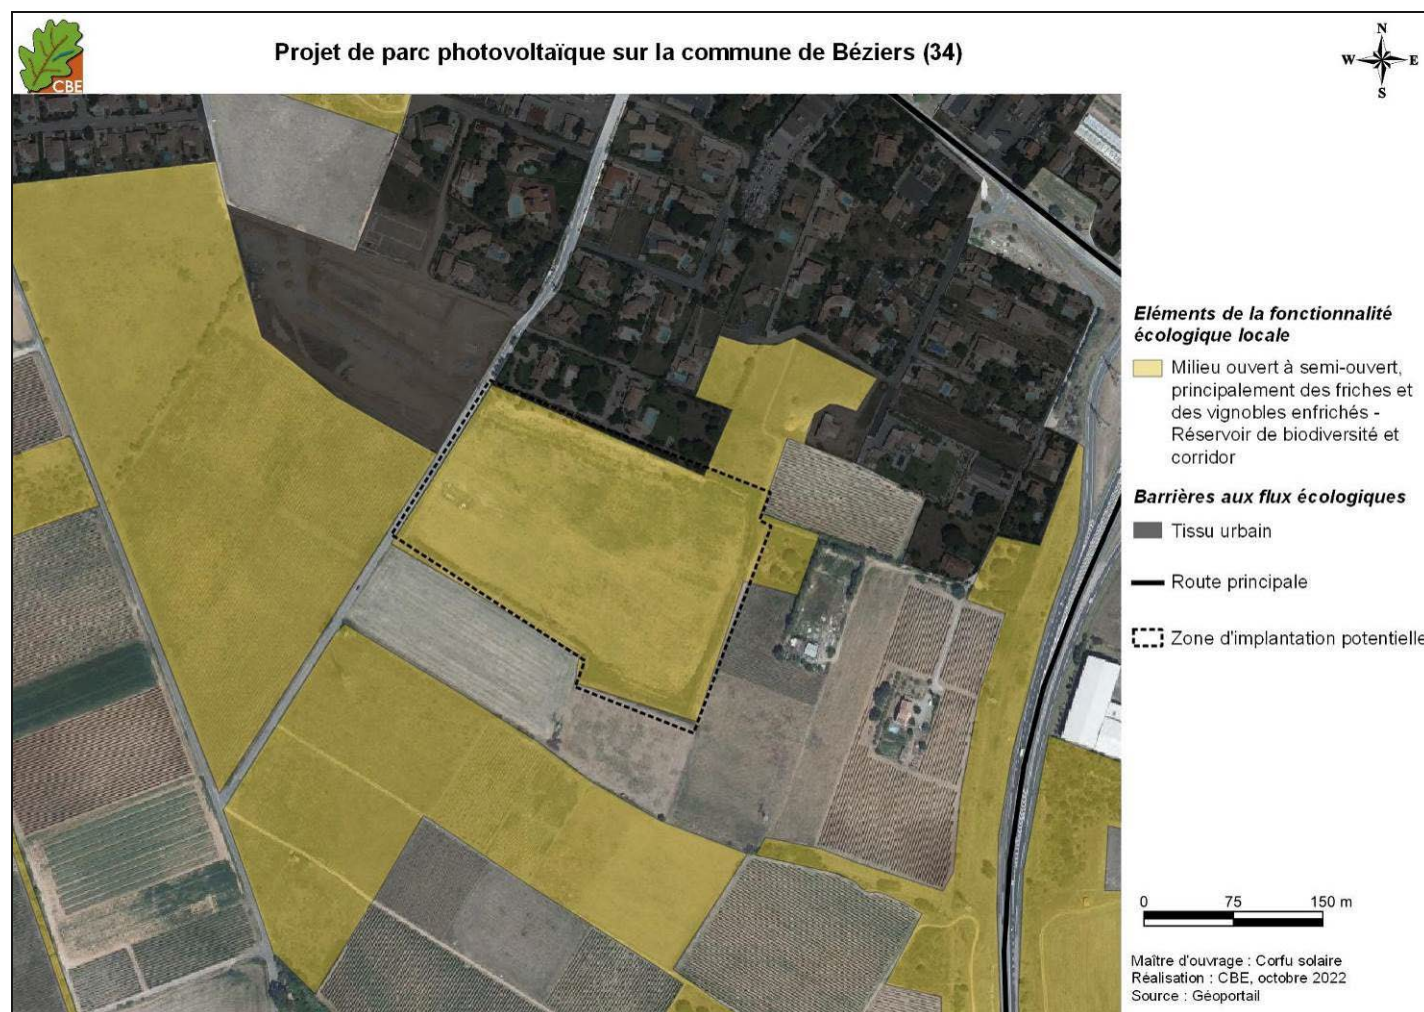 CBE
Projet de parc photovoltaïque sur la commune de Béziers (34)
N
W E
S
Eléments de la fonctionnalité
écologique locale
Milieu ouvert à semi-ouvert,
principalement des friches et
des vignobles enfrichés -
Réservoir de biodiversité et
corridor
Barrières aux flux écologiques
Tissu urbain
Route principale
Zone d'implantation potentielle
0 75 150 m
Maître d'ouvrage : Corfu solaire
Réalisation : CBE, octobre 2022
Source : Géoportail